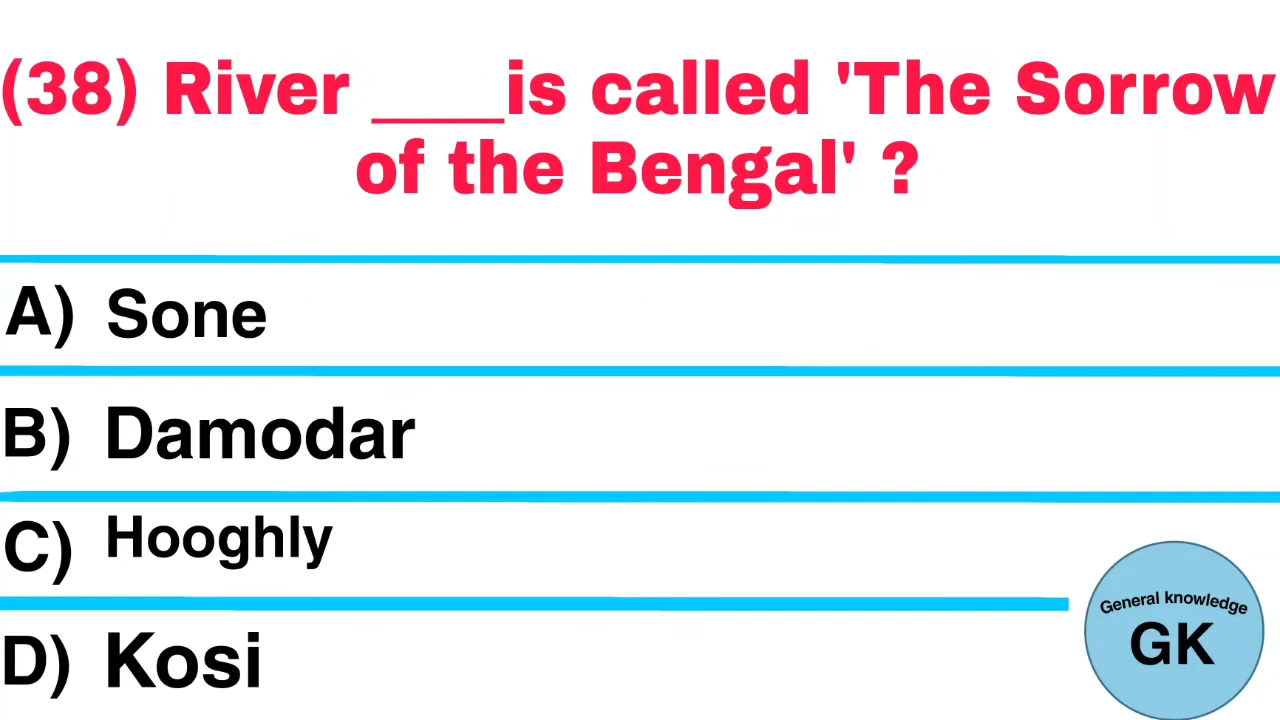 (38) River ____is called 'The Sorrow
of the Bengal' ?
A) Sone
B) Damodar
C) Hooghly
D) Kosi
General knowledge
GK